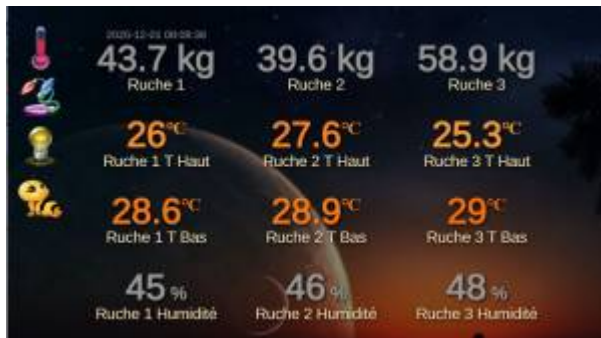 43.7 kg 39.6 kg 58.9 kg
Ruche 1 Ruche 2 Ruche 3
26°C 27.6°C 25.3°C
Ruche 1 T Haut Ruche 2 T Haut Ruche 3 T Haut
28.6°C 28.9°C 29°C
Ruche 1 T Bas Ruche 2 T Bas Ruche 3 T Bas
45 % 46 % 48 %
Ruche 1 Humidité Ruche 2 Humidité Ruche 3 Humidité